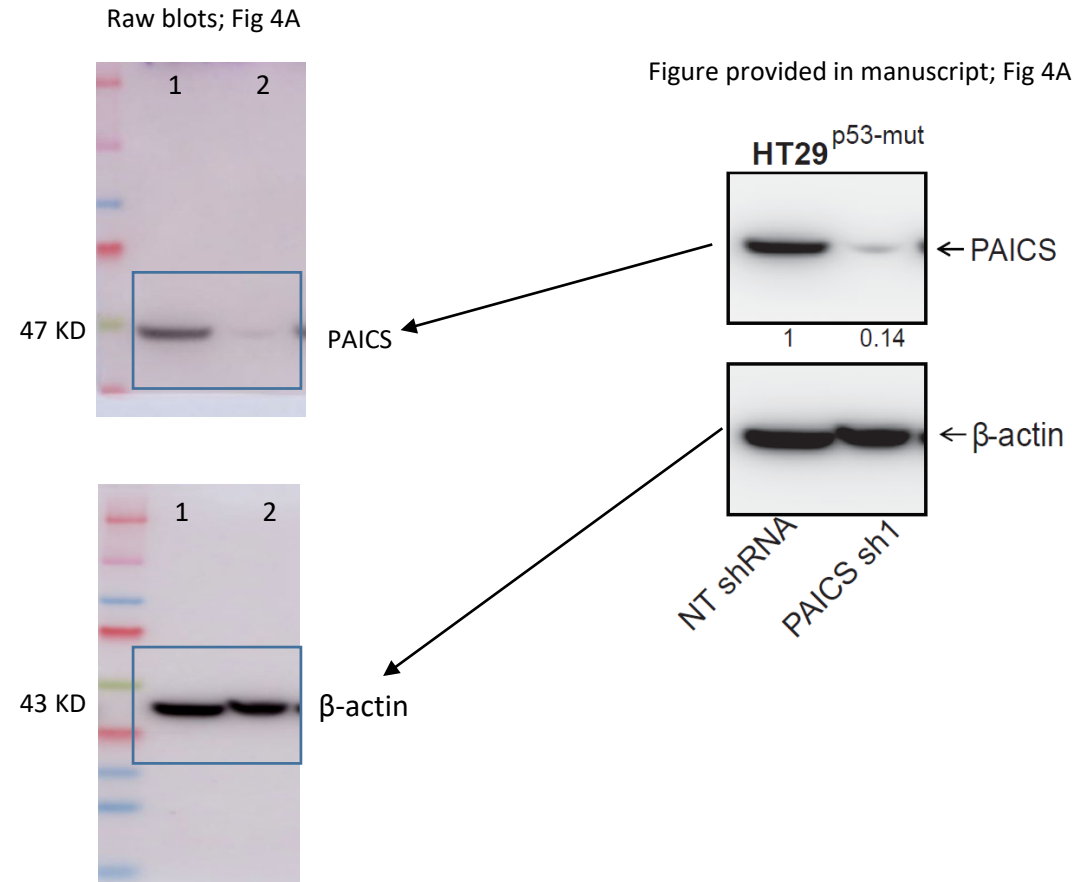 Raw blots; Fig 4A
1 2
47 KD
PAICS
1 2
43 KD
β-actin
Figure provided in manuscript; Fig 4A
HT29 p53-mut
←PAICS
1 0.14
←β-actin
NT shRNA
PAICS sh1